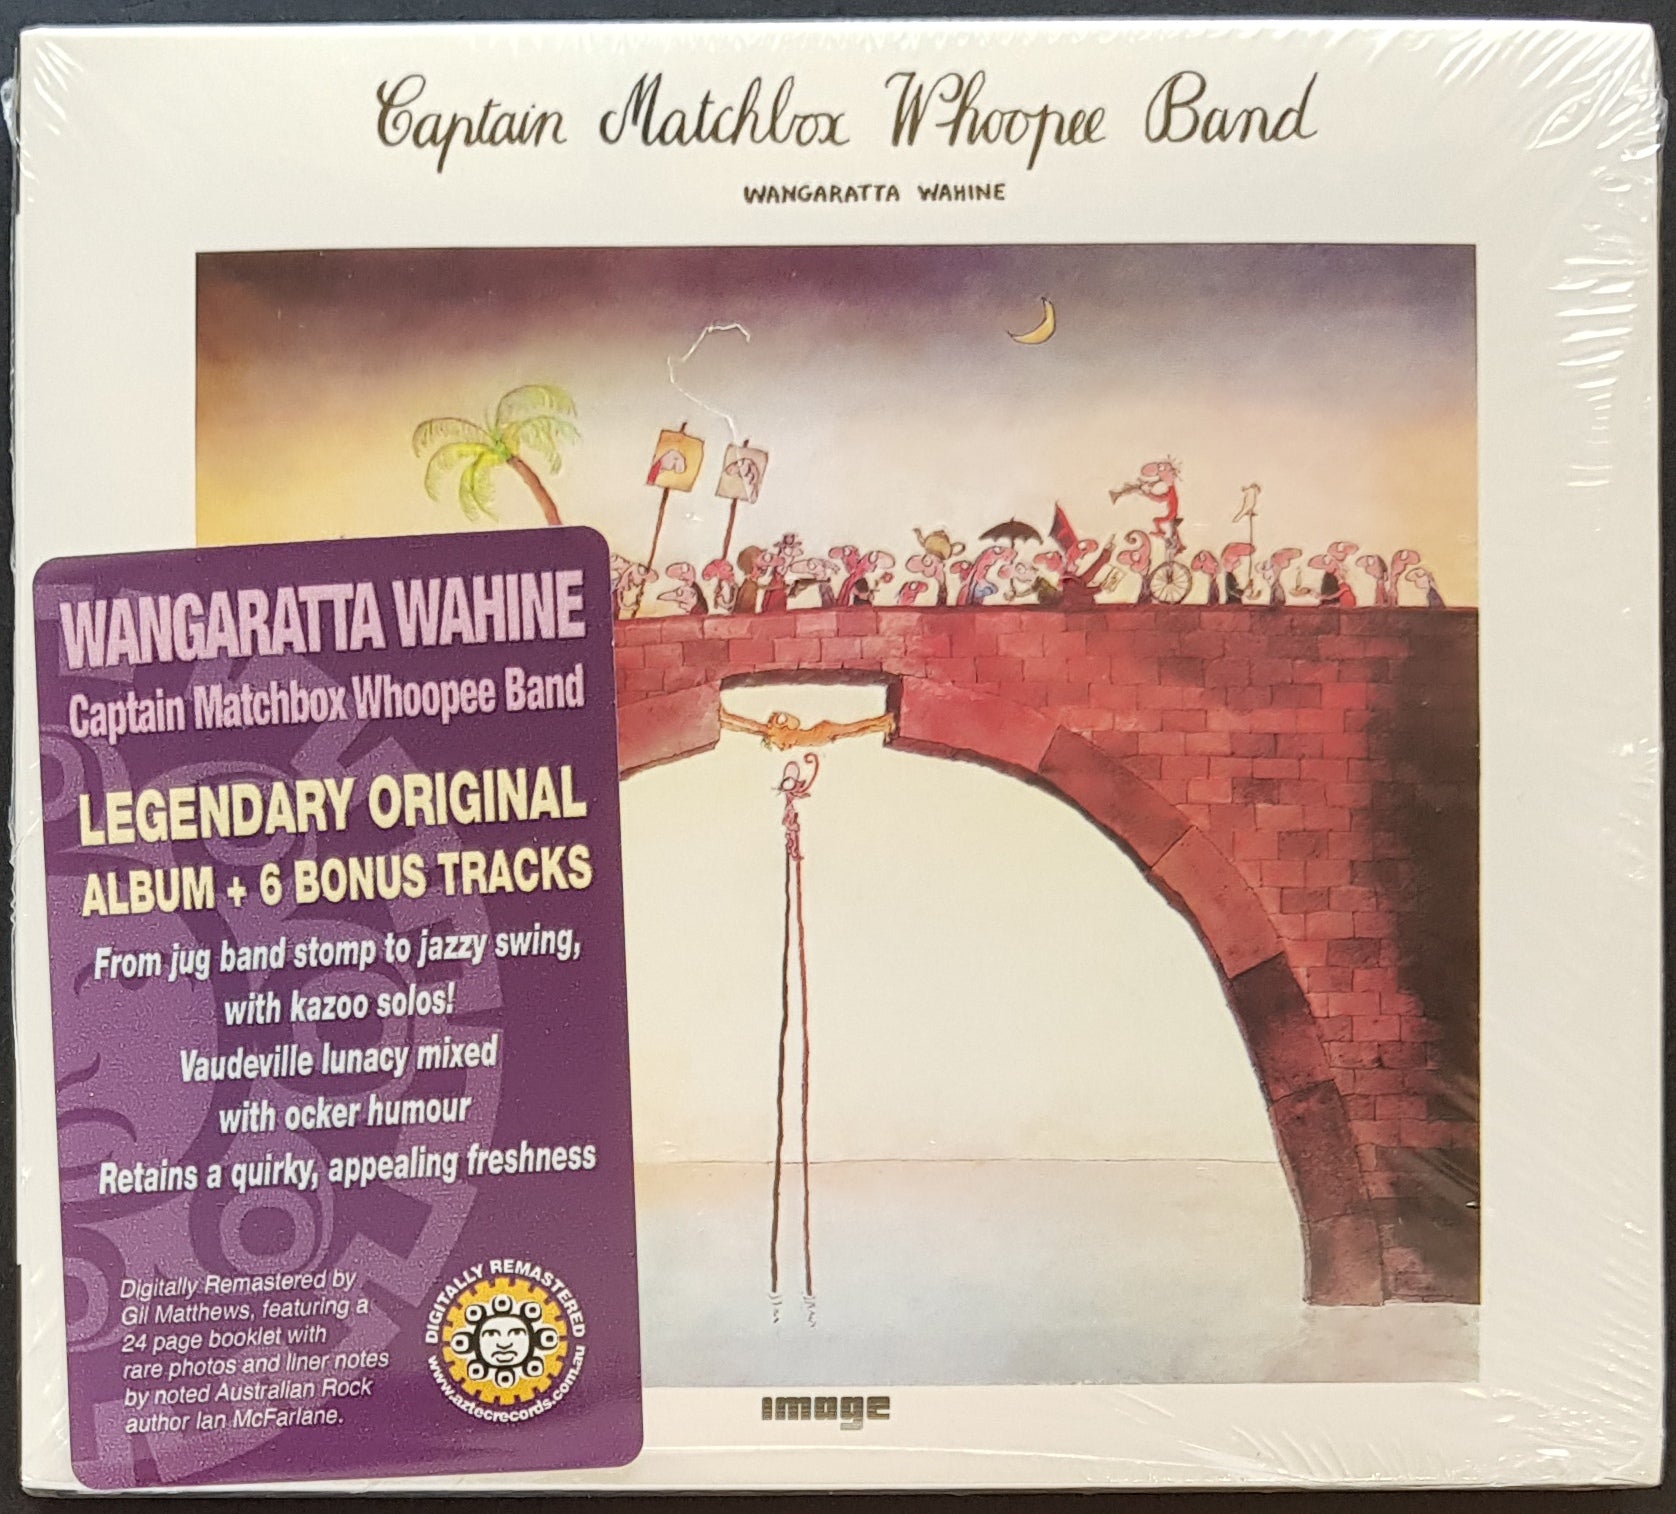 Captain Matchbox Whoopee Band
WANGARATTA WAHINE
WANGARATTA WAHINE
Captain Matchbox Whoopee Band
LEGENDARY ORIGINAL
ALBUM + 6 BONUS TRACKS
From jug band stomp to jazzy swing,
with kazoo solos!
Vaudeville lunacy mixed
with ocker humour
Retains a quirky, appealing freshness
Digitally Remastered by
Gil Matthews, featuring a
24 page booklet with
rare photos and liner notes
by noted Australian Rock
author Ian McFarlane.
DIGITALLY REMASTERED
www.aztecrecords.com.au
image